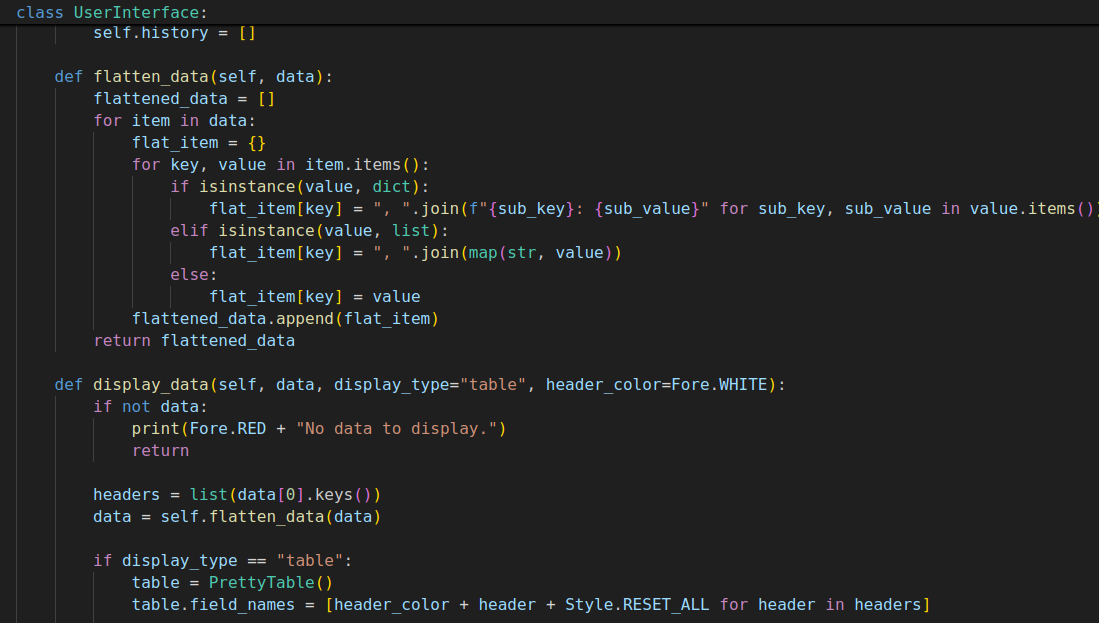 class UserInterface:
        self.history = []

    def flatten_data(self, data):
        flattened_data = []
        for item in data:
            flat_item = {}
            for key, value in item.items():
                if isinstance(value, dict):
                    flat_item[key] = ", ".join(f"{sub_key}: {sub_value}" for sub_key, sub_value in value.items())
                elif isinstance(value, list):
                    flat_item[key] = ", ".join(map(str, value))
                else:
                    flat_item[key] = value
            flattened_data.append(flat_item)
        return flattened_data

    def display_data(self, data, display_type="table", header_color=Fore.WHITE):
        if not data:
            print(Fore.RED + "No data to display.")
            return

        headers = list(data[0].keys())
        data = self.flatten_data(data)

        if display_type == "table":
            table = PrettyTable()
            table.field_names = [header_color + header + Style.RESET_ALL for header in headers]